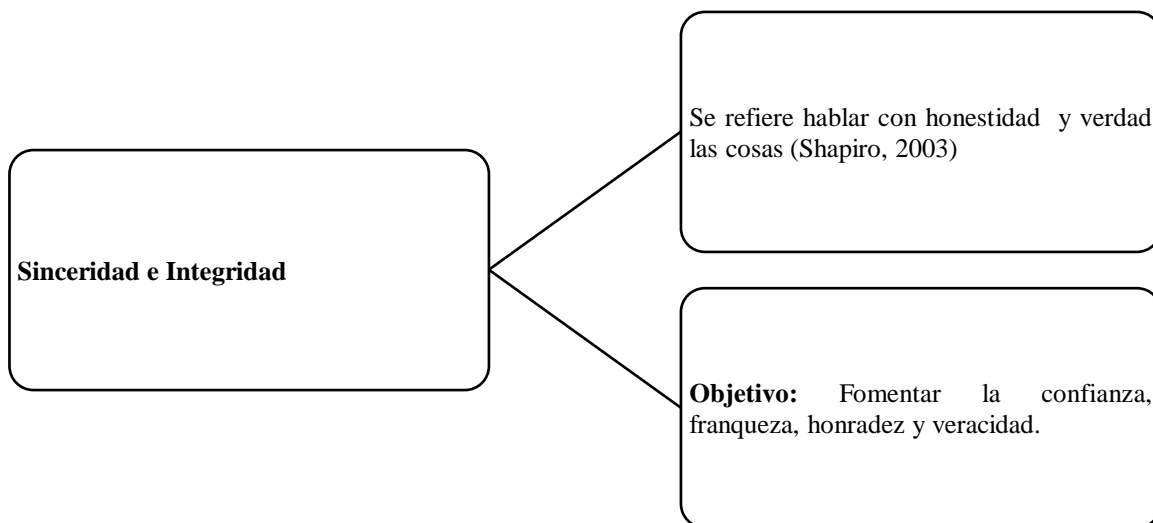 Sinceridad e Integridad
Se refiere hablar con honestidad y verdad
las cosas (Shapiro, 2003)
Objetivo: Fomentar la confianza,
franqueza, honradez y veracidad.